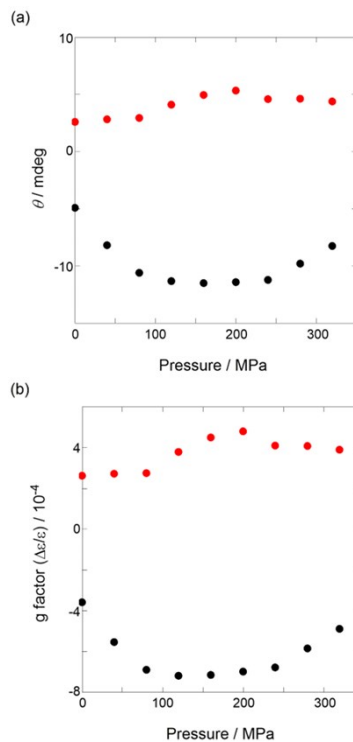 (a)
10
0
-10
θ / mdeg
0
100
200
300
Pressure / MPa
(b)
4
0
-4
-8
g factor (Δε/ε) / 10⁻⁴
0
100
200
300
Pressure / MPa